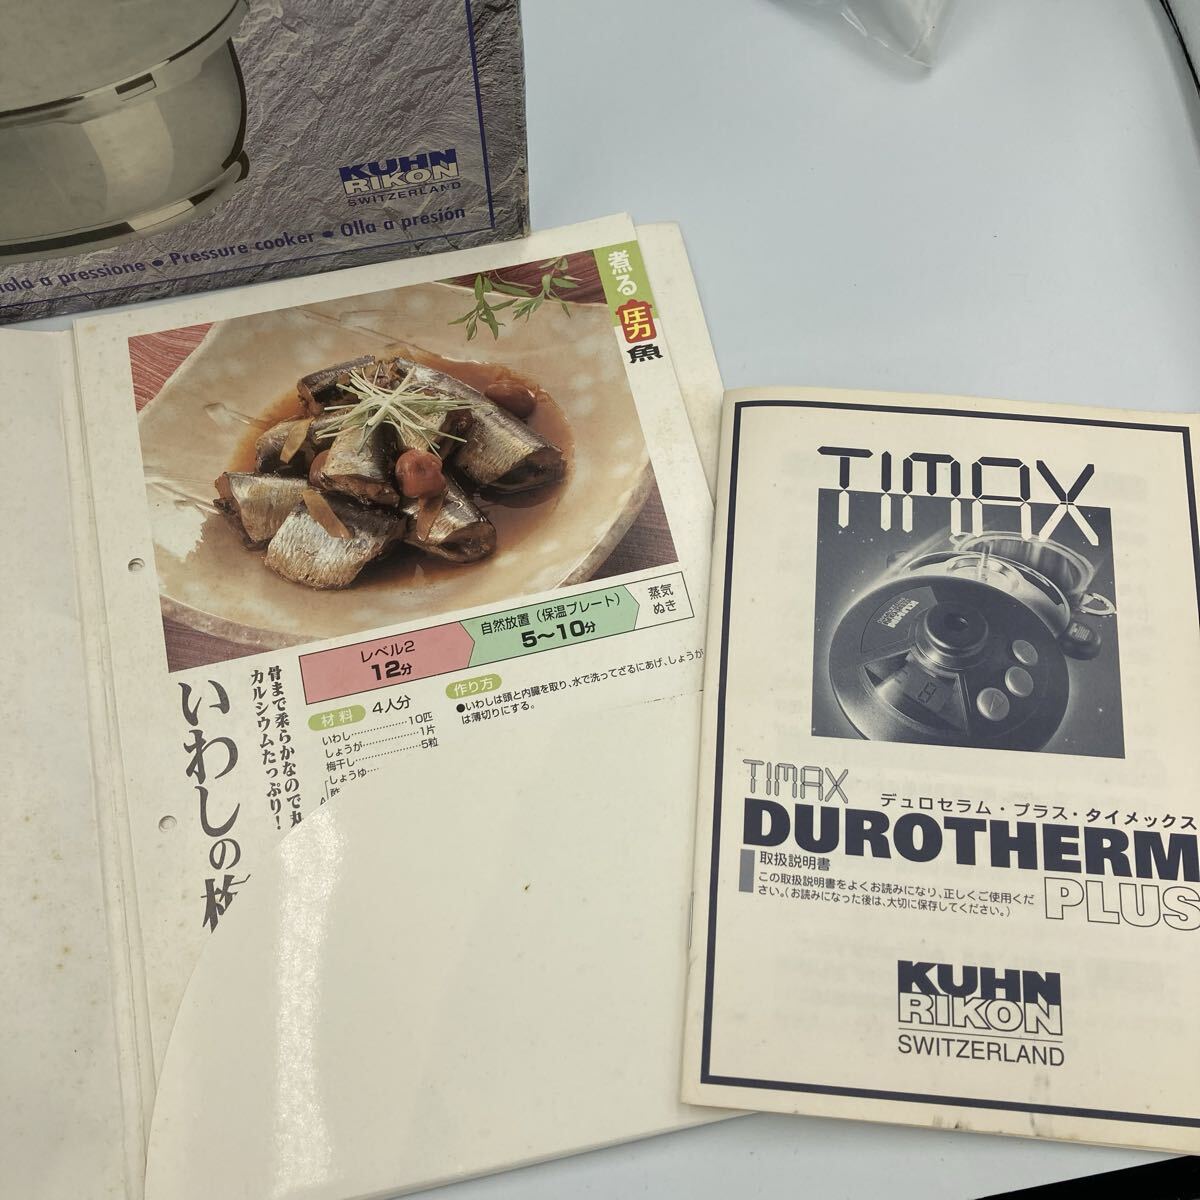 KUHN
RIKON
SWITZERLAND
ola a pressione • Pressure cooker • Olla a presión
煮る
圧力
魚
レベル2
12分
自然放置（保温プレート）
5〜10分
蒸気
ぬき
骨まで柔らかなので丸
カルシウムたっぷり！
いわしの梅
材料 4人分
いわし………………10匹
しょうが………………1片
梅干し…………………5粒
しょうゆ…
酢
作り方
●いわしは頭と内臓を取り、水で洗ってざるにあげ、しょうが
は薄切りにする。
TIMAX
KUHN
RIKON
TIMAX
デュロセラム・プラス・タイメックス
DUROTHERM
PLUS
取扱説明書
この取扱説明書をよくお読みになり、正しくご使用くだ
さい。（お読みになった後は、大切に保存してください。）
KUHN
RIKON
SWITZERLAND